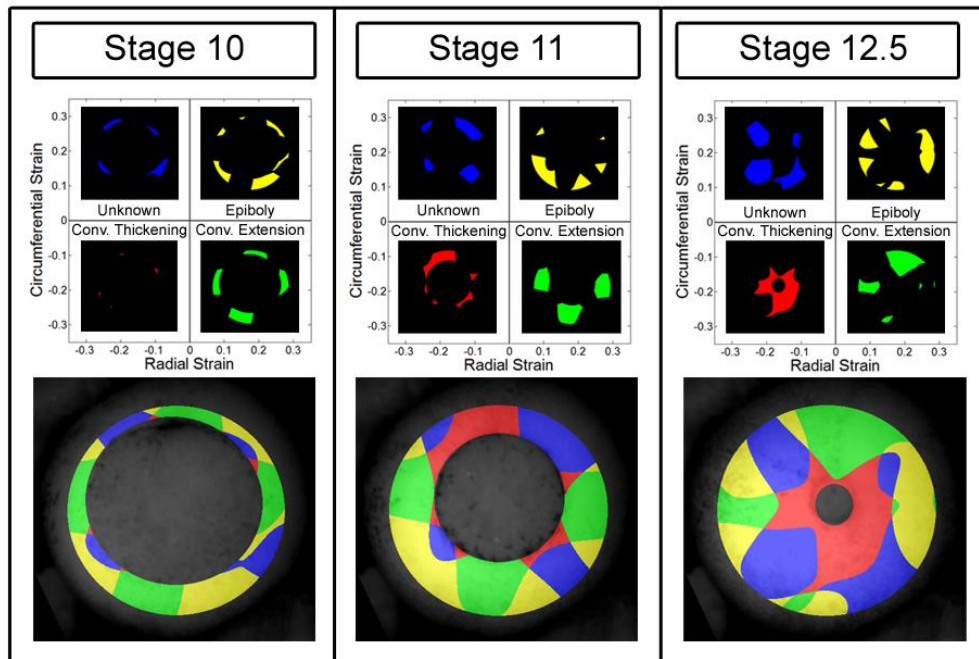 Stage 10
Circumferential Strain
0.3
0.2
0.1
0
-0.1
-0.2
-0.3
Unknown
Epiboly
Conv. Thickening
Conv. Extension
-0.3 -0.2 -0.1 0 0.1 0.2 0.3
Radial Strain
Stage 11
Circumferential Strain
0.3
0.2
0.1
0
-0.1
-0.2
-0.3
Unknown
Epiboly
Conv. Thickening
Conv. Extension
-0.3 -0.2 -0.1 0 0.1 0.2 0.3
Radial Strain
Stage 12.5
Circumferential Strain
0.3
0.2
0.1
0
-0.1
-0.2
-0.3
Unknown
Epiboly
Conv. Thickening
Conv. Extension
-0.3 -0.2 -0.1 0 0.1 0.2 0.3
Radial Strain